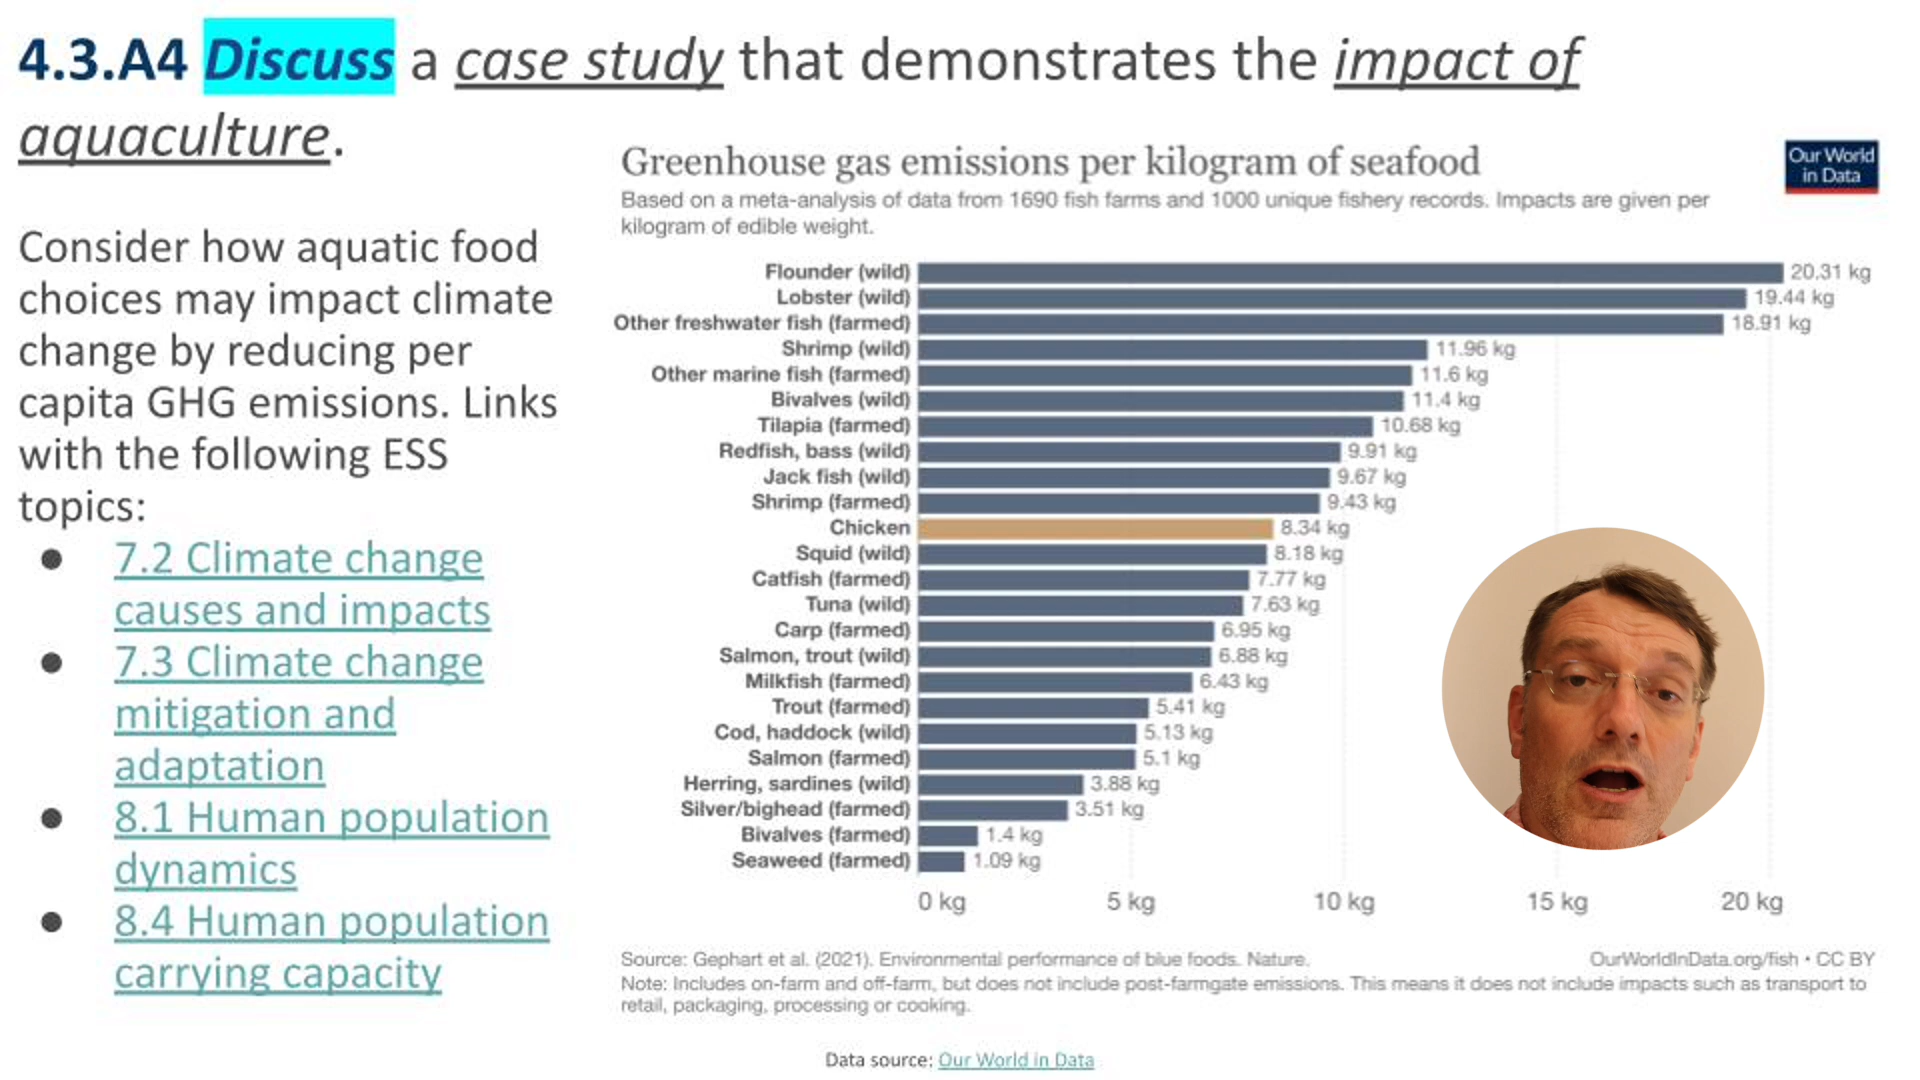 4.3.A4 Discuss a case study that demonstrates the impact of
aquaculture.
Consider how aquatic food
choices may impact climate
change by reducing per
capita GHG emissions. Links
with the following ESS
topics:
● 7.2 Climate change
causes and impacts
● 7.3 Climate change
mitigation and
adaptation
● 8.1 Human population
dynamics
● 8.4 Human population
carrying capacity
Greenhouse gas emissions per kilogram of seafood
Our World
in Data
Based on a meta-analysis of data from 1690 fish farms and 1000 unique fishery records. Impacts are given per
kilogram of edible weight.
Flounder (wild) 20.31 kg
Lobster (wild) 19.44 kg
Other freshwater fish (farmed) 18.91 kg
Shrimp (wild) 11.96 kg
Other marine fish (farmed) 11.6 kg
Bivalves (wild) 11.4 kg
Tilapia (farmed) 10.68 kg
Redfish, bass (wild) 9.91 kg
Jack fish (wild) 9.67 kg
Shrimp (farmed) 9.43 kg
Chicken 8.34 kg
Squid (wild) 8.18 kg
Catfish (farmed) 7.77 kg
Tuna (wild) 7.63 kg
Carp (farmed) 6.95 kg
Salmon, trout (wild) 6.88 kg
Milkfish (farmed) 6.43 kg
Trout (farmed) 5.41 kg
Cod, haddock (wild) 5.13 kg
Salmon (farmed) 5.1 kg
Herring, sardines (wild) 3.88 kg
Silver/bighead (farmed) 3.51 kg
Bivalves (farmed) 1.4 kg
Seaweed (farmed) 1.09 kg
0 kg 5 kg 10 kg 15 kg 20 kg
Source: Gephart et al. (2021). Environmental performance of blue foods. Nature. OurWorldInData.org/fish • CC BY
Note: Includes on-farm and off-farm, but does not include post-farmgate emissions. This means it does not include impacts such as transport to
retail, packaging, processing or cooking.
Data source: Our World in Data